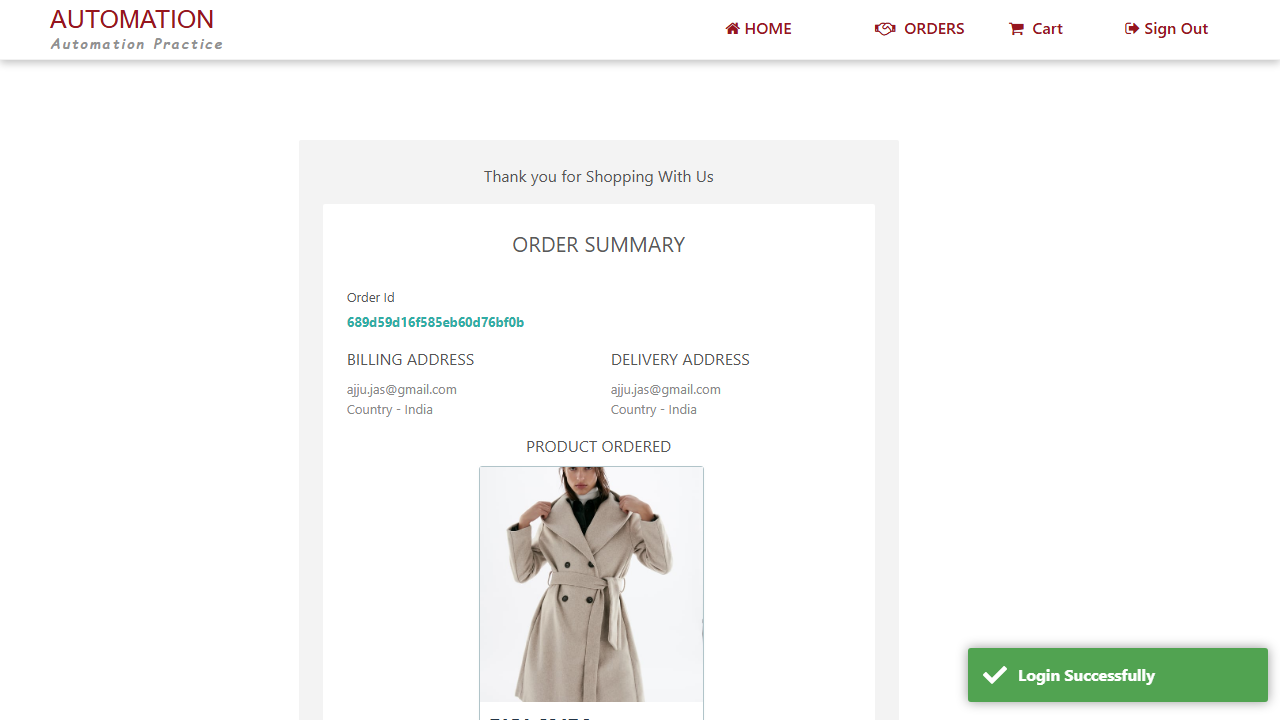 AUTOMATION
Automation Practice
HOME
ORDERS
Cart
Sign Out
Thank you for Shopping With Us
ORDER SUMMARY
Order Id
689d59d16f585eb60d76bf0b
BILLING ADDRESS
DELIVERY ADDRESS
ajju.jas@gmail.com
ajju.jas@gmail.com
Country - India
Country - India
PRODUCT ORDERED
Login Successfully